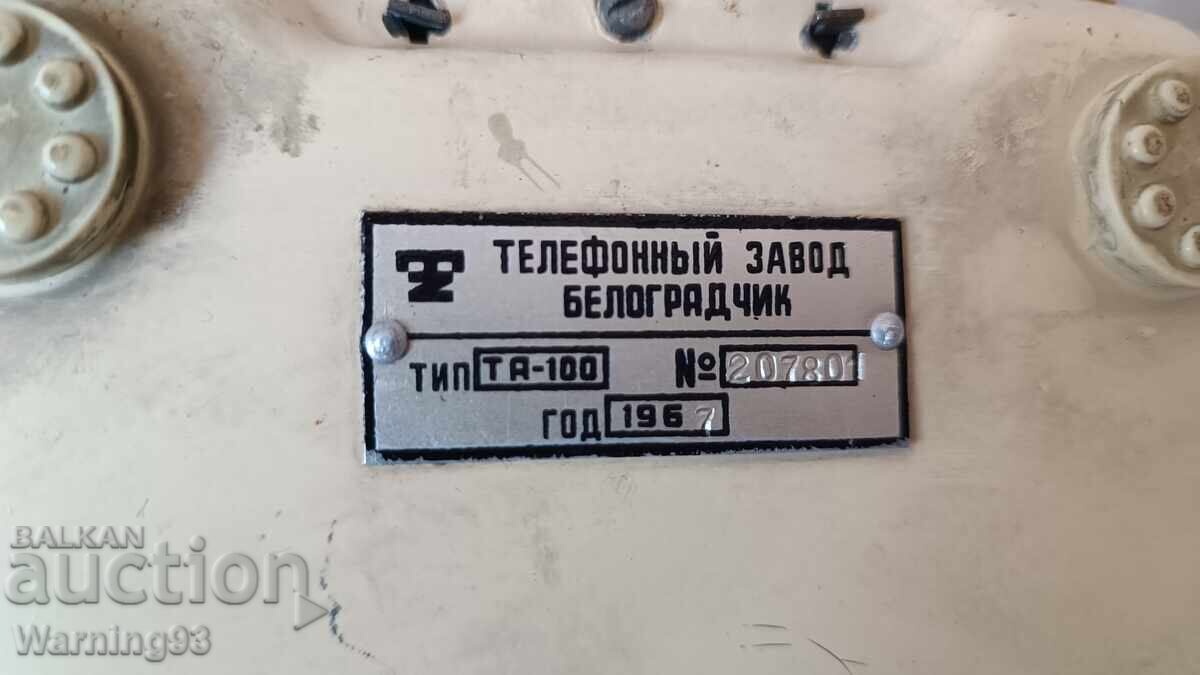 ТЕЛЕФОННЫЙ ЗАВОД
БЕЛОГРАДЧИК
ТИП ТА-100 № 207801
ГОД 1967
BALKAN
auction
Warning93